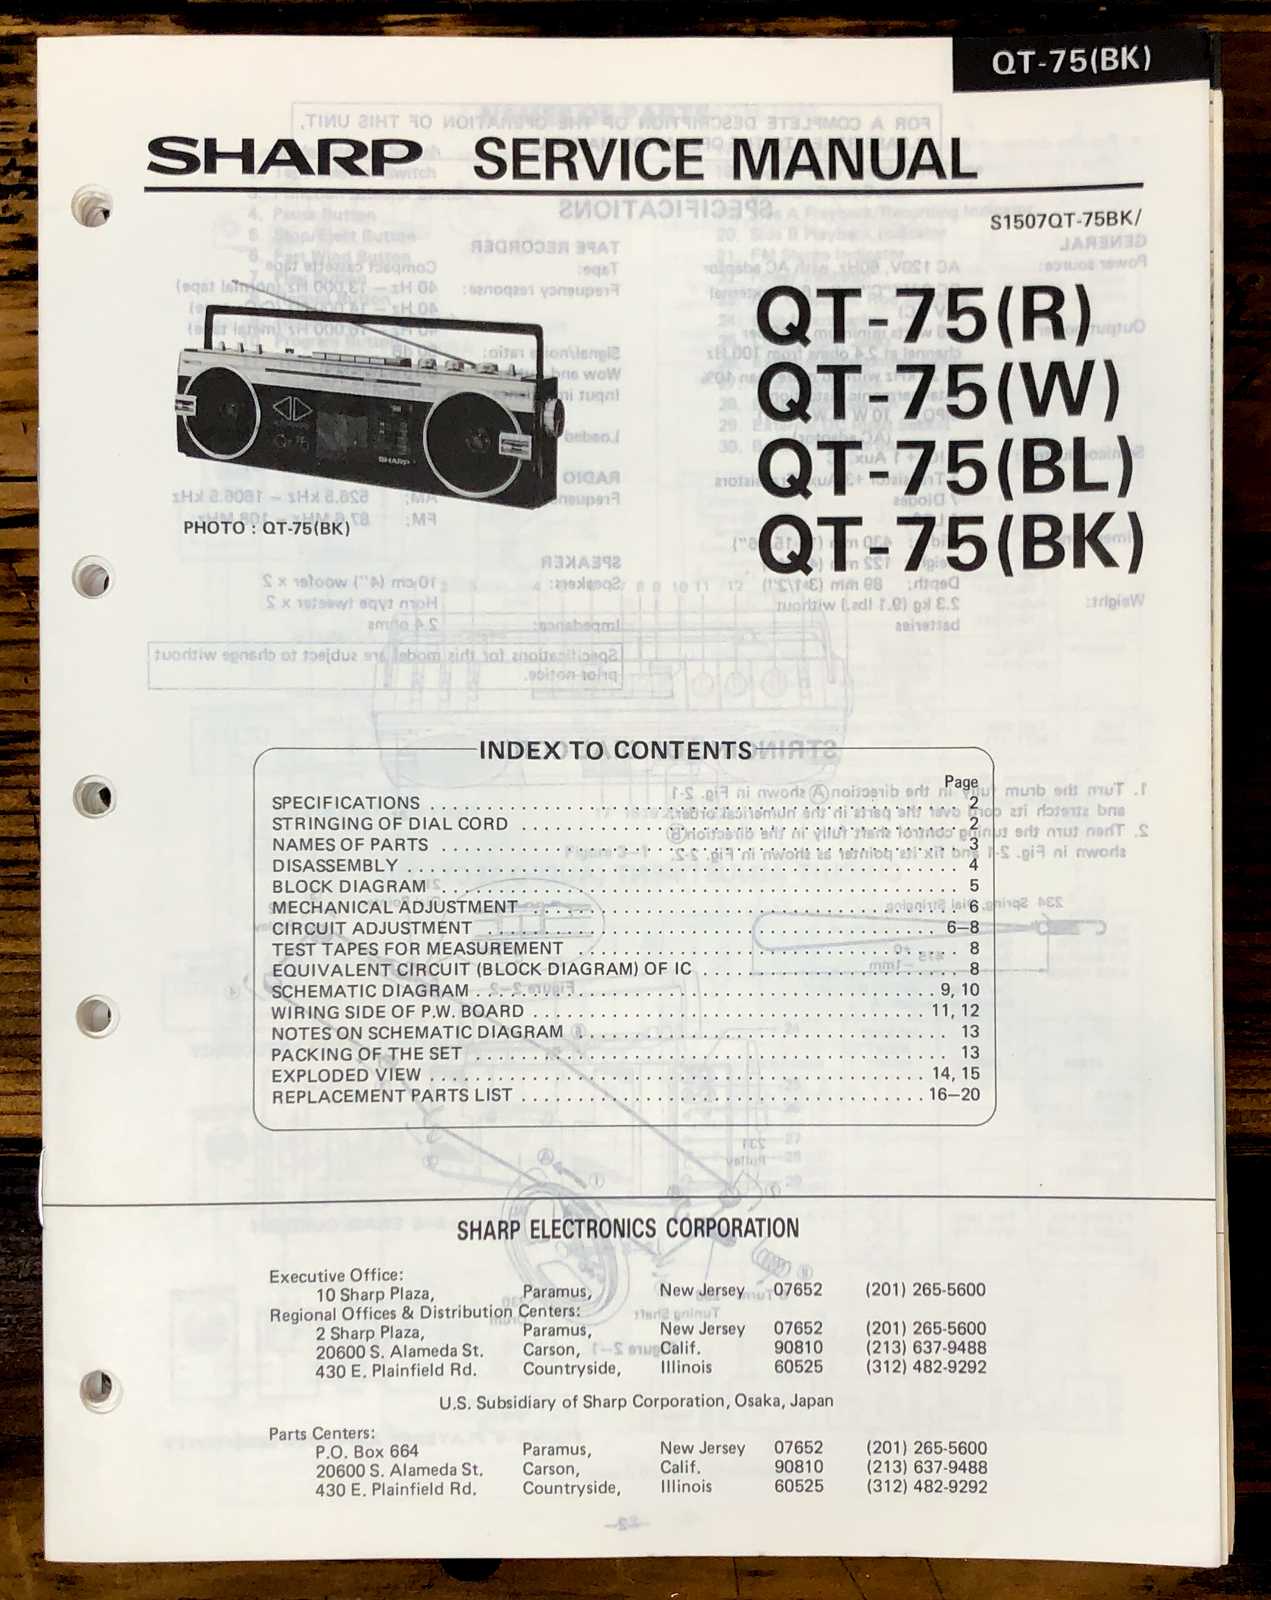 QT-75(BK)
SHARP SERVICE MANUAL
S1507QT-75BK/
QT-75(R)
QT-75(W)
QT-75(BL)
QT-75(BK)
QT-75
SHARP
PHOTO : QT-75(BK)
INDEX TO CONTENTS
Page
SPECIFICATIONS . . . . . . . . . . . . . . . . . . . . 2
STRINGING OF DIAL CORD . . . . . . . . . . . . . . . . . . . . 2
NAMES OF PARTS . . . . . . . . . . . . . . . . . . . . 3
DISASSEMBLY . . . . . . . . . . . . . . . . . . . . 4
BLOCK DIAGRAM . . . . . . . . . . . . . . . . . . . . 5
MECHANICAL ADJUSTMENT . . . . . . . . . . . . . . . . . . . . 6
CIRCUIT ADJUSTMENT . . . . . . . . . . . . . . . . . . . . 6–8
TEST TAPES FOR MEASUREMENT . . . . . . . . . . . . . . . . . . . . 8
EQUIVALENT CIRCUIT (BLOCK DIAGRAM) OF IC . . . . . . . . . . . . . . . . . . . . 8
SCHEMATIC DIAGRAM . . . . . . . . . . . . . . . . . . . . 9, 10
WIRING SIDE OF P.W. BOARD . . . . . . . . . . . . . . . . . . . . 11, 12
NOTES ON SCHEMATIC DIAGRAM . . . . . . . . . . . . . . . . . . . . 13
PACKING OF THE SET . . . . . . . . . . . . . . . . . . . . 13
EXPLODED VIEW . . . . . . . . . . . . . . . . . . . . 14, 15
REPLACEMENT PARTS LIST . . . . . . . . . . . . . . . . . . . . 16–20
SHARP ELECTRONICS CORPORATION
Executive Office:
10 Sharp Plaza, Paramus, New Jersey 07652 (201) 265-5600
Regional Offices & Distribution Centers:
2 Sharp Plaza, Paramus, New Jersey 07652 (201) 265-5600
20600 S. Alameda St. Carson, Calif. 90810 (213) 637-9488
430 E. Plainfield Rd. Countryside, Illinois 60525 (312) 482-9292
U.S. Subsidiary of Sharp Corporation, Osaka, Japan
Parts Centers:
P.O. Box 664 Paramus, New Jersey 07652 (201) 265-5600
20600 S. Alameda St. Carson, Calif. 90810 (213) 637-9488
430 E. Plainfield Rd. Countryside, Illinois 60525 (312) 482-9292